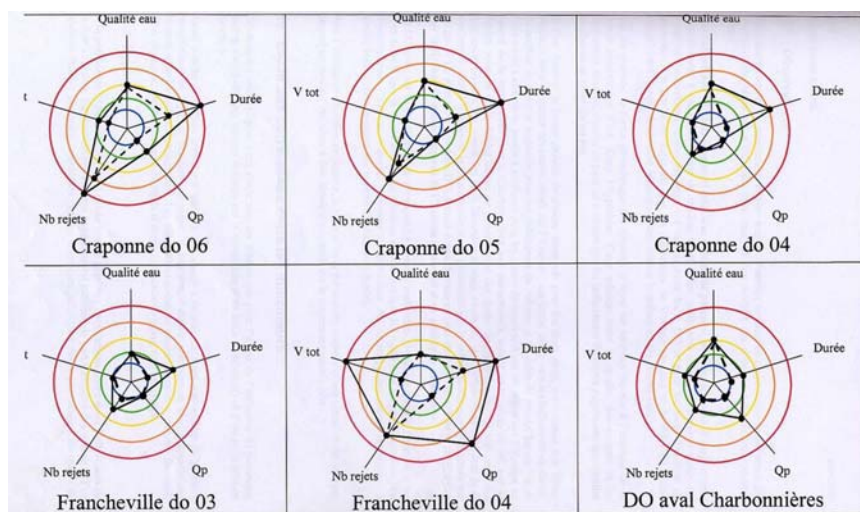 Qualité eau
Durée
t
Qp
Nb rejets
Craponne do 06
Qualité eau
V tot
Durée
Nb rejets
Qp
Craponne do 05
Qualité eau
V tot
Durée
Nb rejets
Qp
Craponne do 04
Qualité eau
t
Durée
Nb rejets
Qp
Francheville do 03
Qualité eau
V tot
Durée
Nb rejets
Qp
Francheville do 04
Qualité eau
V tot
Durée
Nb rejets
Qp
DO aval Charbonnières